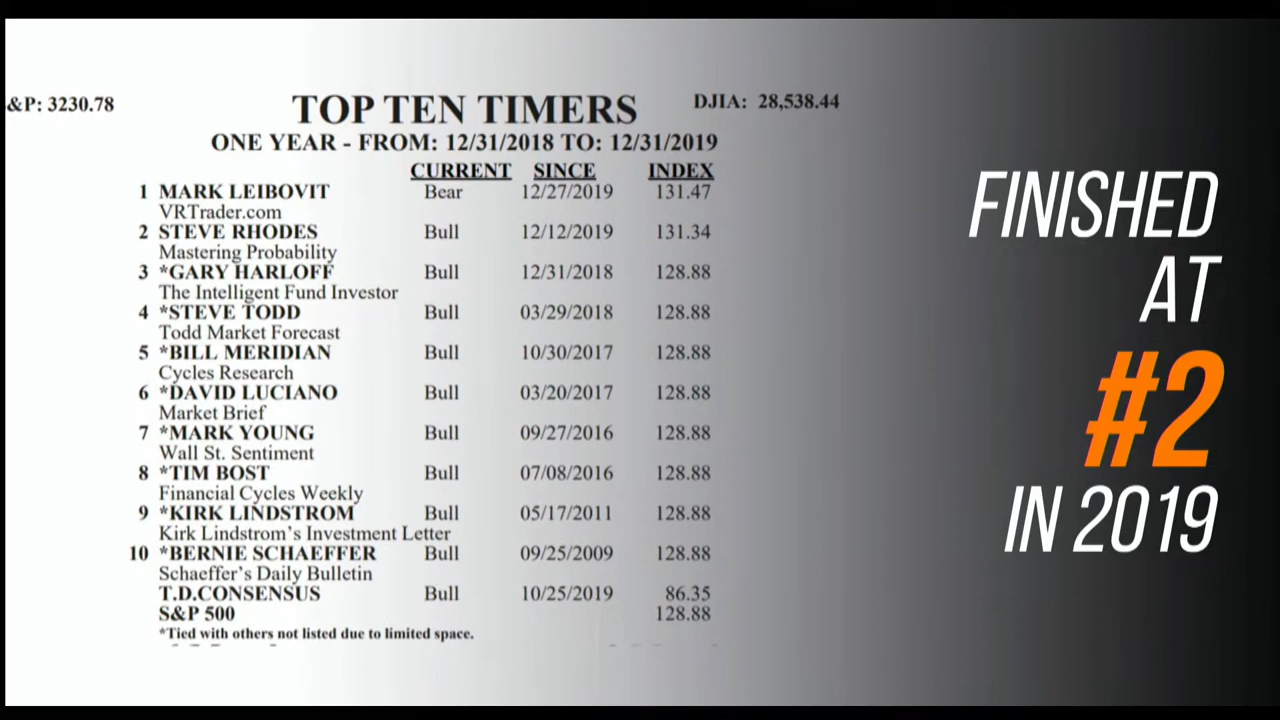 &P: 3230.78
TOP TEN TIMERS
DJIA: 28,538.44
ONE YEAR - FROM: 12/31/2018 TO: 12/31/2019
CURRENT SINCE INDEX
1 MARK LEIBOVIT Bear 12/27/2019 131.47
VRTrader.com
2 STEVE RHODES Bull 12/12/2019 131.34
Mastering Probability
3 *GARY HARLOFF Bull 12/31/2018 128.88
The Intelligent Fund Investor
4 *STEVE TODD Bull 03/29/2018 128.88
Todd Market Forecast
5 *BILL MERIDIAN Bull 10/30/2017 128.88
Cycles Research
6 *DAVID LUCIANO Bull 03/20/2017 128.88
Market Brief
7 *MARK YOUNG Bull 09/27/2016 128.88
Wall St. Sentiment
8 *TIM BOST Bull 07/08/2016 128.88
Financial Cycles Weekly
9 *KIRK LINDSTROM Bull 05/17/2011 128.88
Kirk Lindstrom's Investment Letter
10 *BERNIE SCHAEFFER Bull 09/25/2009 128.88
Schaeffer's Daily Bulletin
T.D.CONSENSUS Bull 10/25/2019 86.35
S&P 500 128.88
*Tied with others not listed due to limited space.
FINISHED
AT
#2
IN 2019